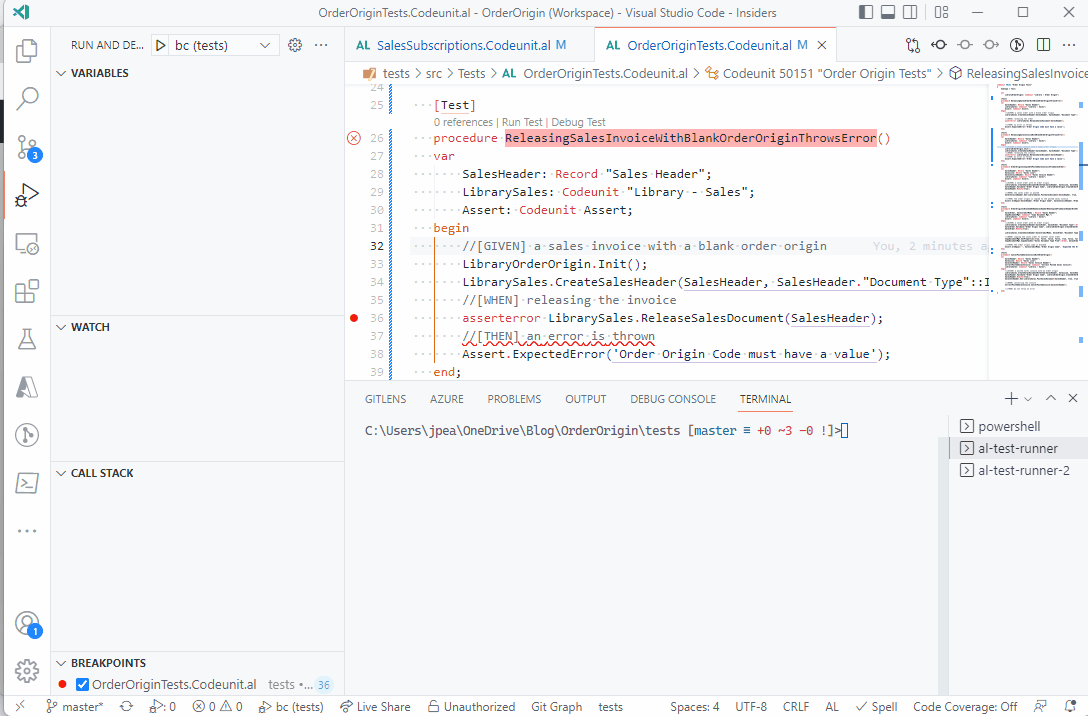 OrderOriginTests.Codeunit.al - OrderOrigin (Workspace) - Visual Studio Code - Insiders
RUN AND DE... bc (tests)
AL SalesSubscriptions.Codeunit.al M
AL OrderOriginTests.Codeunit.al M
tests > src > Tests > AL OrderOriginTests.Codeunit.al > Codeunit 50151 "Order Origin Tests" > ReleasingSalesInvoice
VARIABLES
WATCH
CALL STACK
BREAKPOINTS
OrderOriginTests.Codeunit.al tests •... 36
3
1
24
25 [Test]
0 references | Run Test | Debug Test
26 procedure ReleasingSalesInvoiceWithBlankOrderOriginThrowsError()
27 var
28 SalesHeader: Record "Sales Header";
29 LibrarySales: Codeunit "Library - Sales";
30 Assert: Codeunit Assert;
31 begin
32 //[GIVEN] a sales invoice with a blank order origin You, 2 minutes a
33 LibraryOrderOrigin.Init();
34 LibrarySales.CreateSalesHeader(SalesHeader, SalesHeader."Document Type"::I
35 //[WHEN] releasing the invoice
36 asserterror LibrarySales.ReleaseSalesDocument(SalesHeader);
37 //[THEN] an error is thrown
38 Assert.ExpectedError('Order Origin Code must have a value');
39 end;
GITLENS AZURE PROBLEMS OUTPUT DEBUG CONSOLE TERMINAL
C:\Users\jpea\OneDrive\Blog\OrderOrigin\tests [master ≡ +0 ~3 -0 !]>
powershell
al-test-runner
al-test-runner-2
master* 0 0 0 bc (tests) Live Share Unauthorized Git Graph tests Spaces: 4 UTF-8 CRLF AL Spell Code Coverage: Off